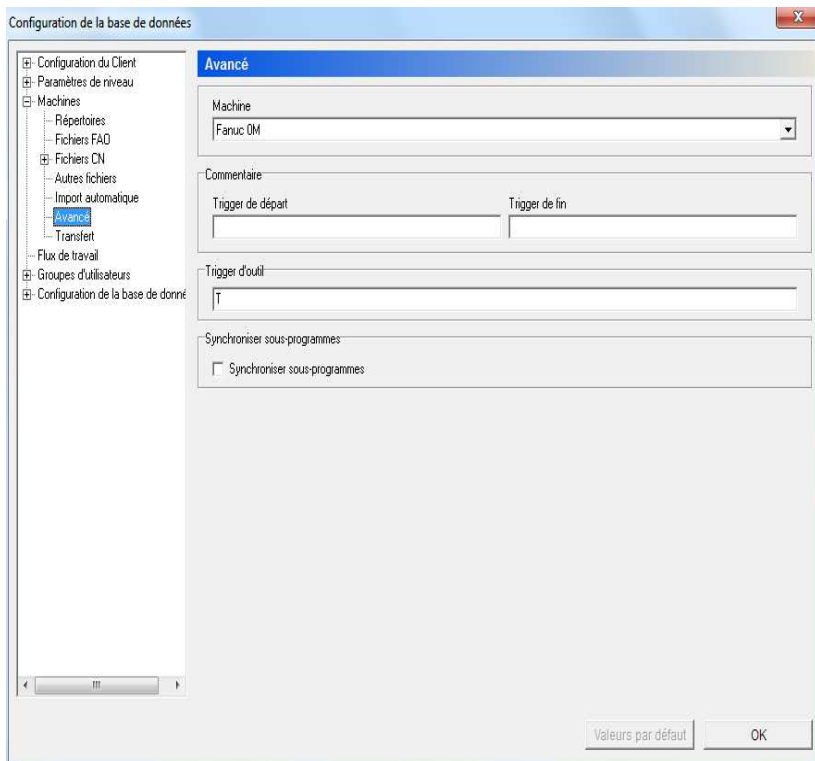 Configuration de la base de données
Configuration du Client
Paramètres de niveau
Machines
Répertoires
Fichiers FAO
Fichiers CN
Autres fichiers
Import automatique
Avancé
Transfert
Flux de travail
Groupes d'utilisateurs
Configuration de la base de donné
Avancé
Machine
Fanuc 0M
Commentaire
Trigger de départ
Trigger de fin
Trigger d'outil
T
Synchroniser sous-programmes
Synchroniser sous-programmes
Valeurs par défaut
OK